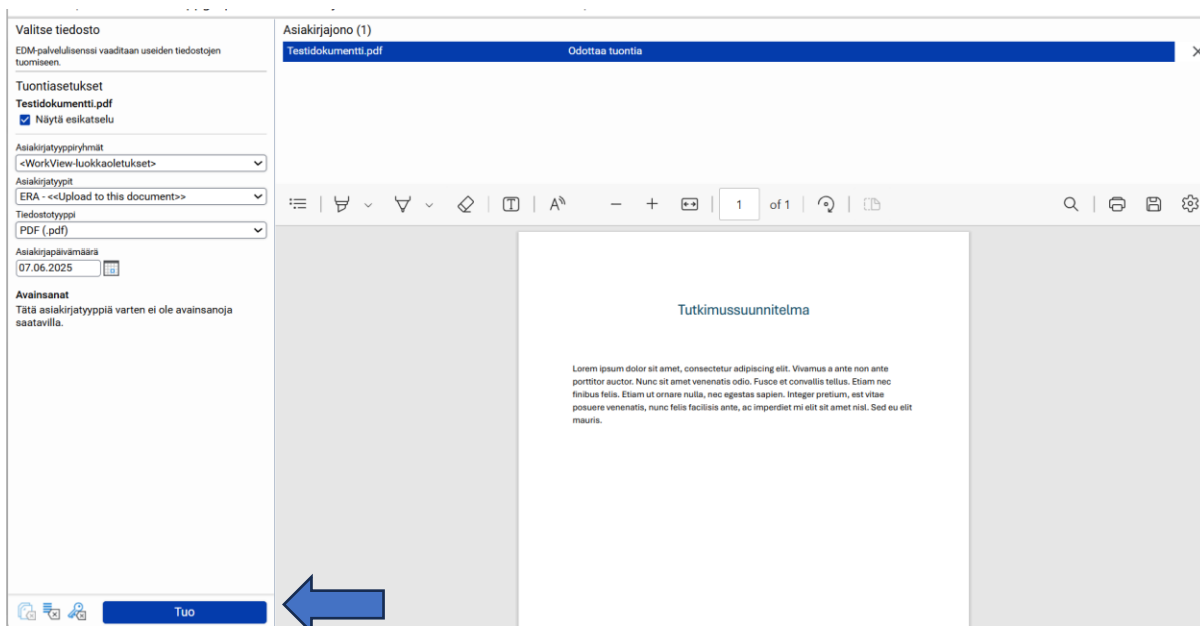 Valitse tiedosto
EDM-palvelulisenssi vaaditaan useiden tiedostojen
tuomiseen.
Tuontiasetukset
Testidokumentti.pdf
Näytä esikatselu
Asiakirjatyyppiryhmät
<WorkView-luokkaoletukset>
Asiakirjatyypit
ERA - <<Upload to this document>>
Tiedostotyyppi
PDF (.pdf)
Asiakirjapäivämäärä
07.06.2025
Avainsanat
Tätä asiakirjatyyppiä varten ei ole avainsanoja
saatavilla.
Tuo
Asiakirjajono (1)
Testidokumentti.pdf Odottaa tuontia
1 of 1
Tutkimussuunnitelma
Lorem ipsum dolor sit amet, consectetur adipiscing elit. Vivamus a ante non ante
porttitor auctor. Nunc sit amet venenatis odio. Fusce et convallis tellus. Etiam nec
finibus felis. Etiam ut ornare nulla, nec egestas sapien. Integer pretium, est vitae
posuere venenatis, nunc felis facilisis ante, ac imperdiet mi elit sit amet nisl. Sed eu elit
mauris.